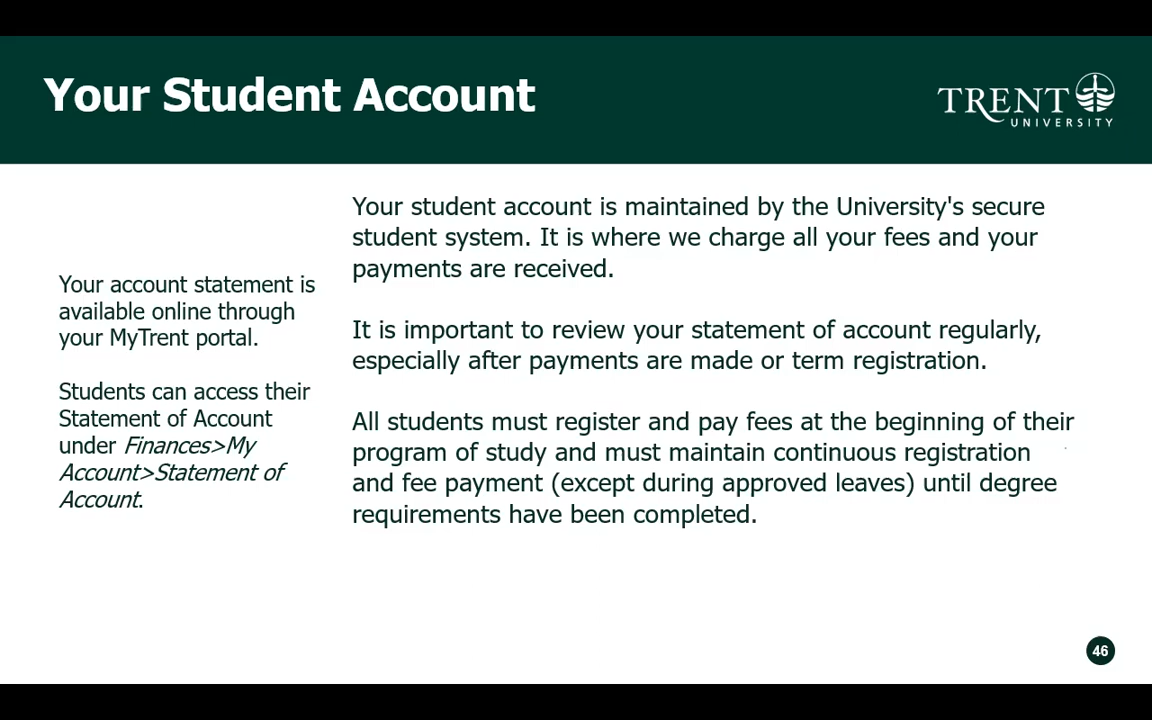 Your Student Account
TRENT
UNIVERSITY
Your account statement is
available online through
your MyTrent portal.
Students can access their
Statement of Account
under Finances>My
Account>Statement of
Account.
Your student account is maintained by the University's secure
student system. It is where we charge all your fees and your
payments are received.
It is important to review your statement of account regularly,
especially after payments are made or term registration.
All students must register and pay fees at the beginning of their
program of study and must maintain continuous registration
and fee payment (except during approved leaves) until degree
requirements have been completed.
46